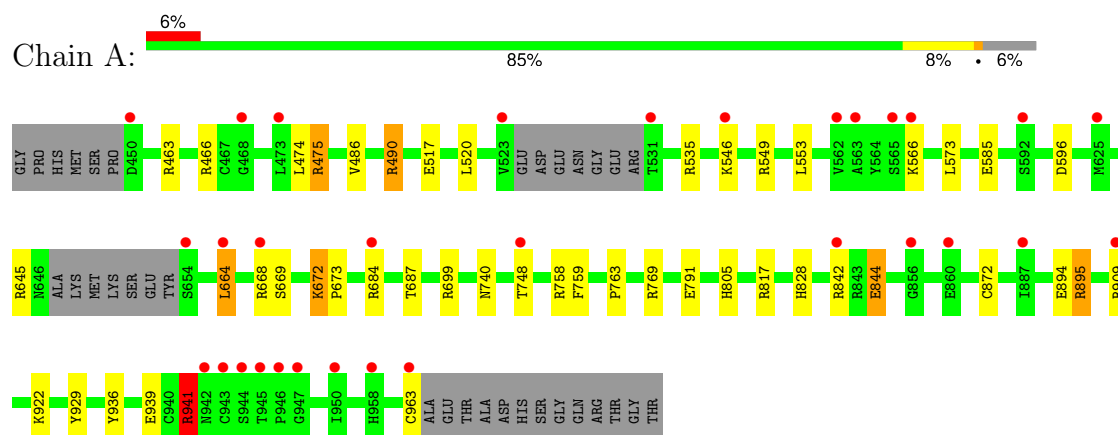 6%
Chain A:
85% 8% • 6%
GLY PRO HIS MET SER PRO D450 R463 R466 C467 G468 L473 L474 R475 V486 R490 E517 L520 V523 GLU ASP GLU ASN GLY GLU ARG T531 R535 K546 R549 L553 V562 A563 Y564 S565 K566 L573 E585 S592 D596 M625
R645 N646 ALA LYS MET LYS SER GLU TYR S654 L664 R668 S669 K672 P673 R684 T687 R699 N740 T748 R758 F759 P763 R769 E791 H805 R817 H828 R842 R843 E844 G856 E860 C872 I887 E894 R895
K922 Y929 Y936 E939 C940 R941 N942 C943 S944 T945 P946 G947 I950 H958 C963 ALA GLU THR ALA ASP HIS SER GLY GLN ARG THR GLY THR